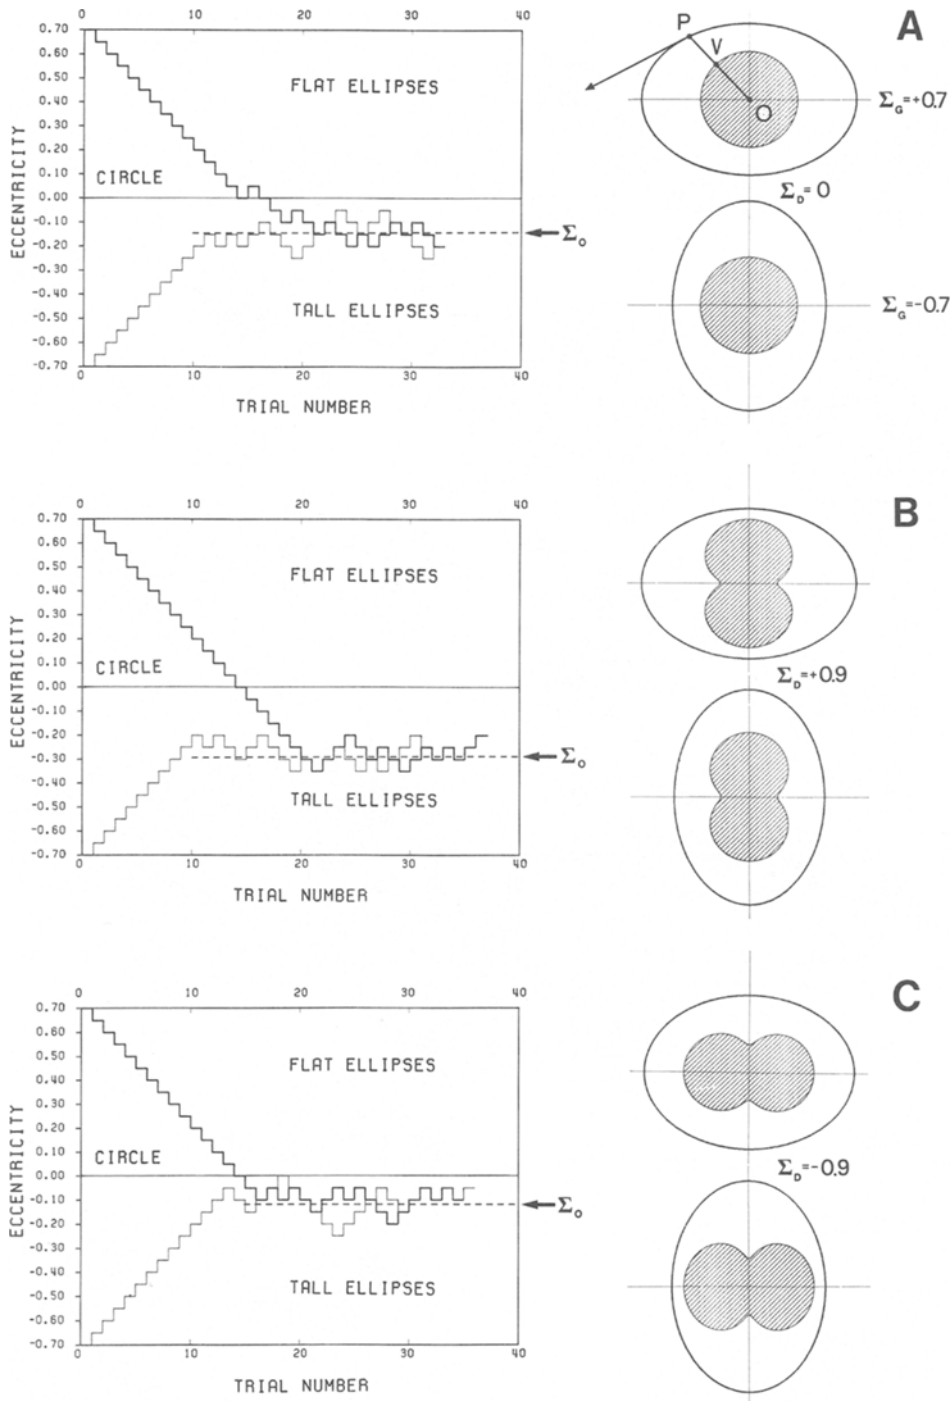 0 10 20 30 40
0.70
0.60
0.50
0.40
0.30
0.20
0.10
0.00
-0.10
-0.20
-0.30
-0.40
-0.50
-0.60
-0.70
ECCENTRICITY
FLAT ELLIPSES
CIRCLE
TALL ELLIPSES
Σ₀
0 10 20 30 40
TRIAL NUMBER
A
P
V
O
Σ_G=+0.7
Σ_D=0
Σ_G=-0.7
0 10 20 30 40
0.70
0.60
0.50
0.40
0.30
0.20
0.10
0.00
-0.10
-0.20
-0.30
-0.40
-0.50
-0.60
-0.70
ECCENTRICITY
FLAT ELLIPSES
CIRCLE
TALL ELLIPSES
Σ₀
0 10 20 30 40
TRIAL NUMBER
B
Σ_D=+0.9
0 10 20 30 40
0.70
0.60
0.50
0.40
0.30
0.20
0.10
0.00
-0.10
-0.20
-0.30
-0.40
-0.50
-0.60
-0.70
ECCENTRICITY
FLAT ELLIPSES
CIRCLE
TALL ELLIPSES
Σ₀
0 10 20 30 40
TRIAL NUMBER
C
Σ_D=-0.9